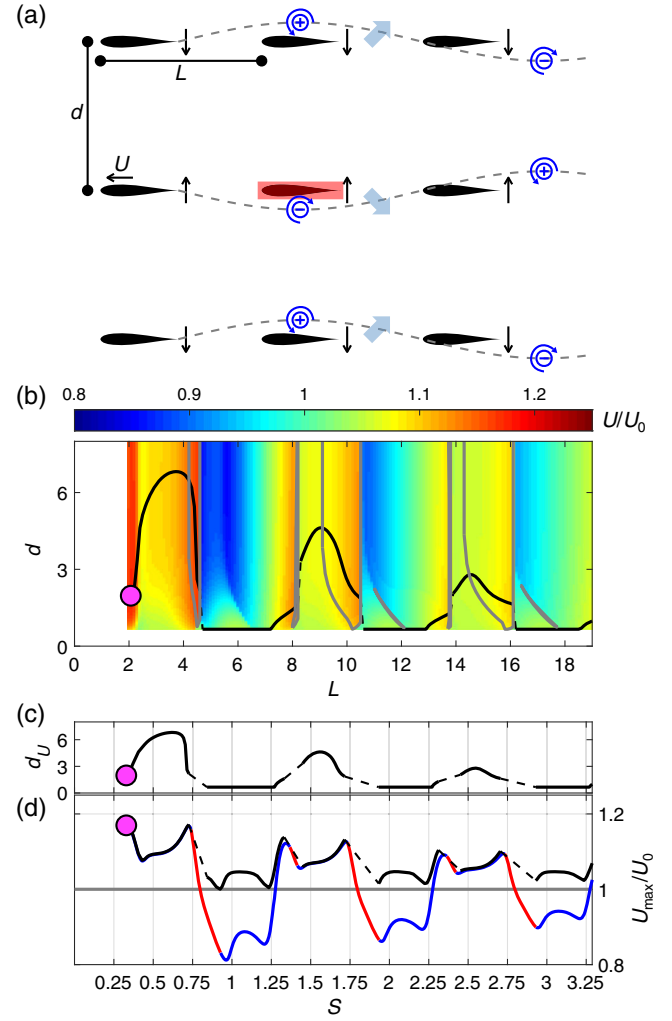 (a)
+
L
−
d
U
+
−
+
−
(b)
0.8 0.9 1 1.1 1.2
U/U0
6
d
3
0
0 2 4 6 8 10 12 14 16 18
L
(c)
6
dU
3
0
(d)
1.2
Umax/U0
1
0.8
0.25 0.5 0.75 1 1.25 1.5 1.75 2 2.25 2.5 2.75 3 3.25
S